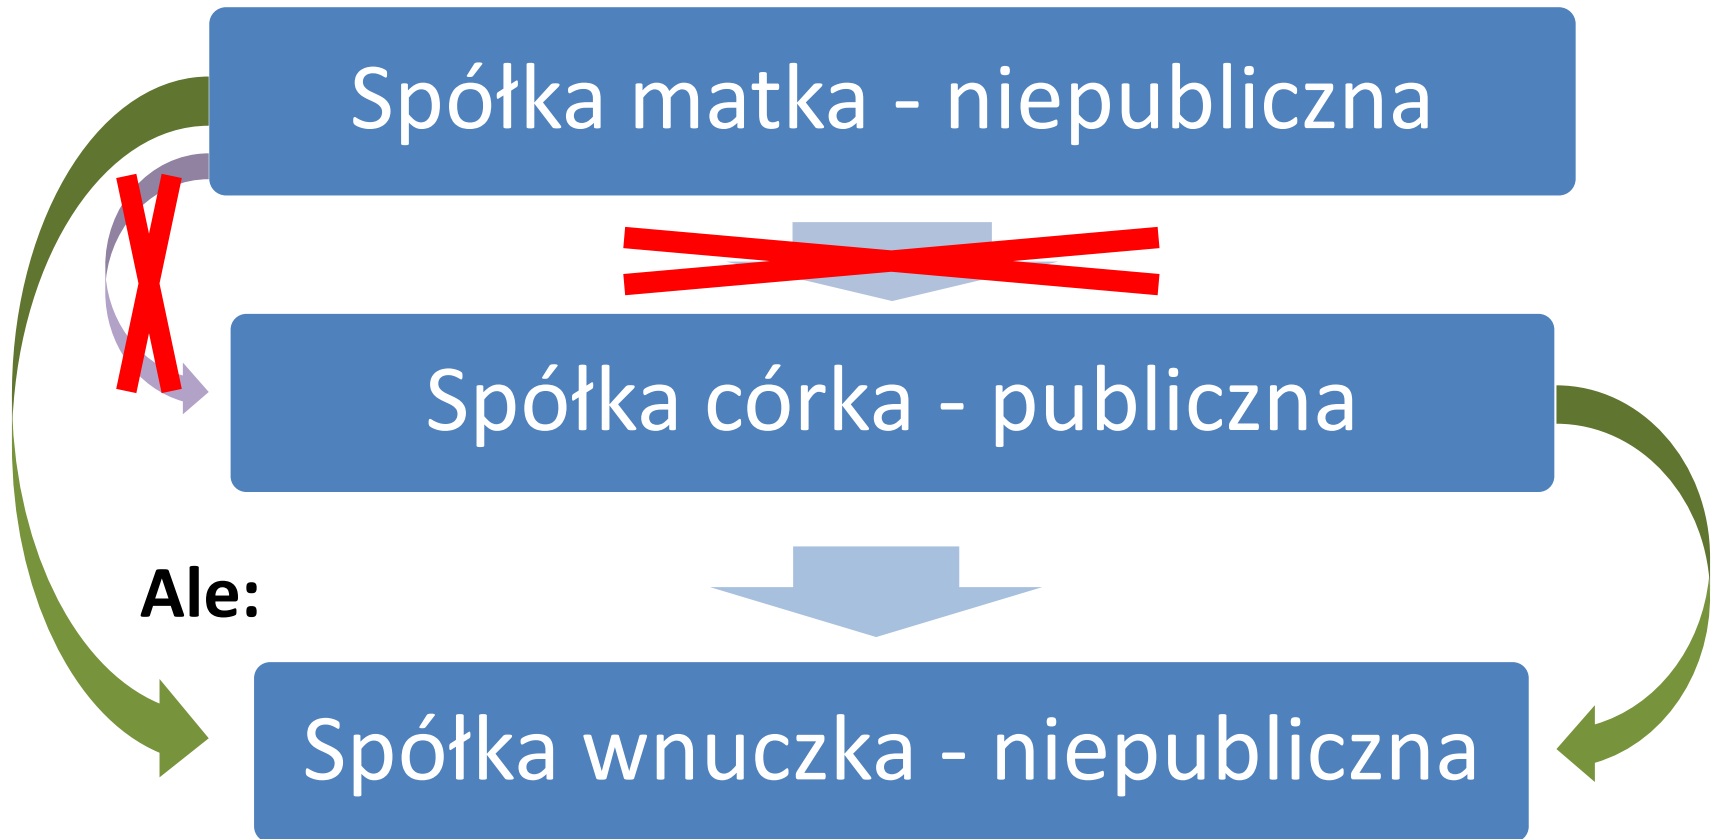 Spółka matka - niepubliczna
Spółka córka - publiczna
Ale:
Spółka wnuczka - niepubliczna